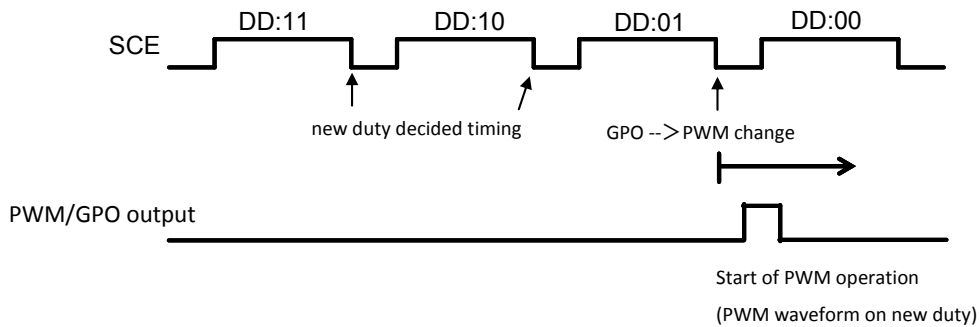 DD:11 DD:10 DD:01 DD:00
SCE
new duty decided timing
GPO --＞PWM change
PWM/GPO output
Start of PWM operation
(PWM waveform on new duty)